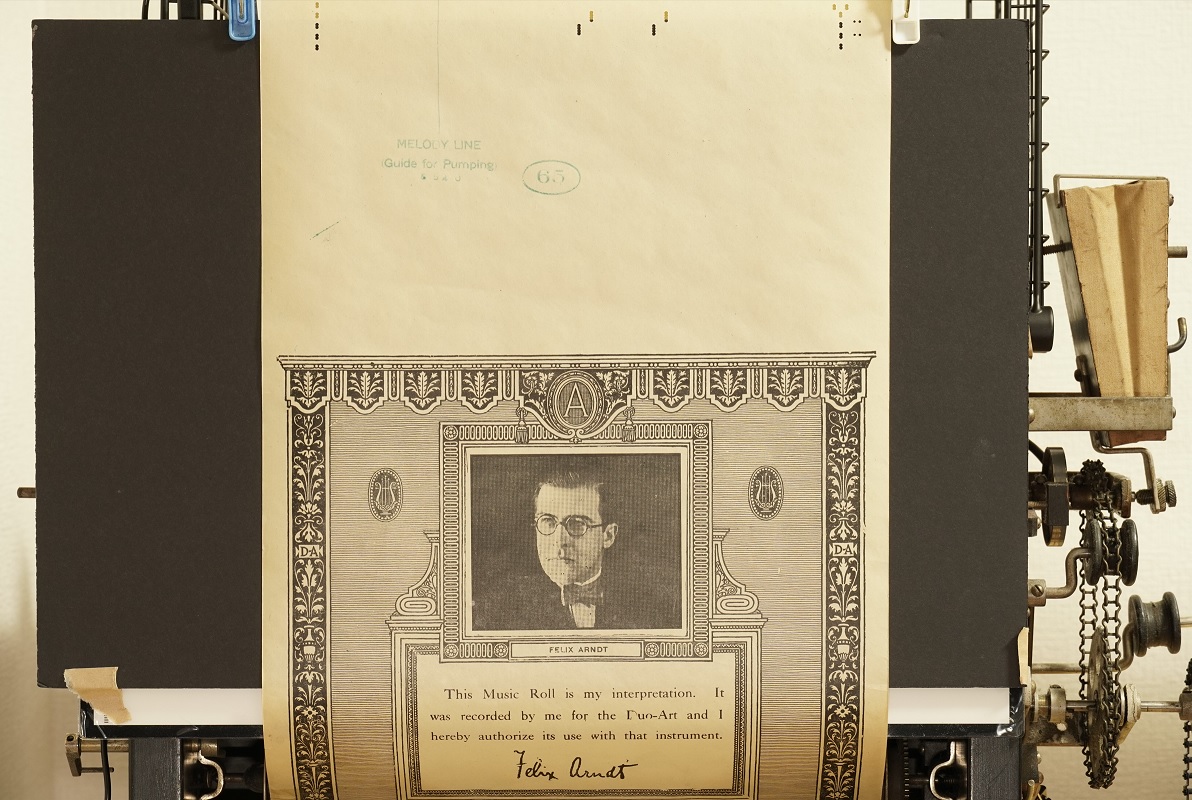 MELODY LINE
(Guide for Pumping)
65
A
D-A
D-A
FELIX ARNDT
This Music Roll is my interpretation. It
was recorded by me for the Duo-Art and I
hereby authorize its use with that instrument.
Felix Arndt